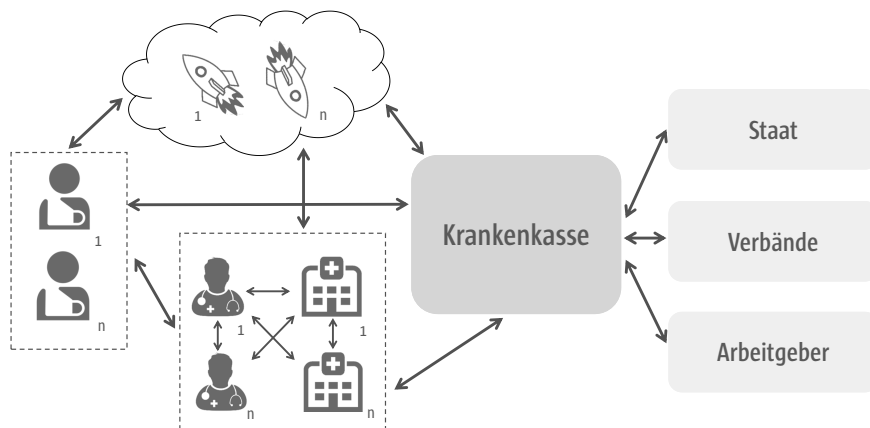 1
n
Staat
1
n
Krankenkasse
Verbände
1
1
n
n
Arbeitgeber